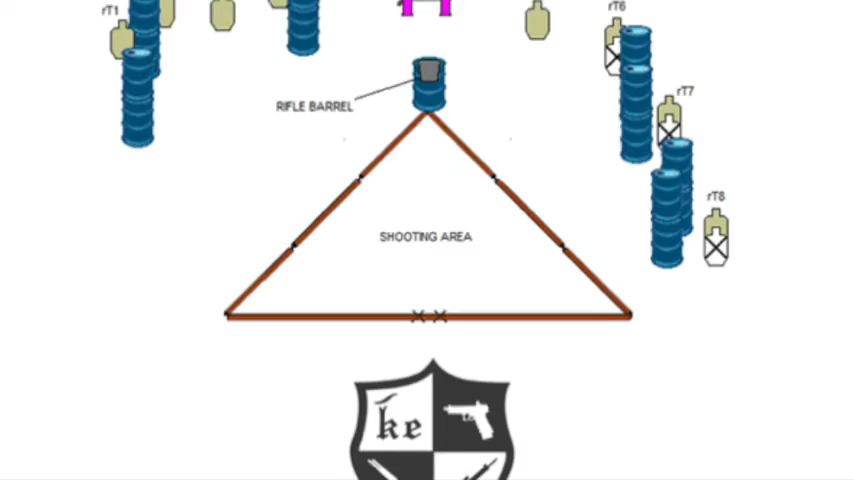 rT1
rT6
rT7
RIFLE BARREL
rT8
SHOOTING AREA
ke